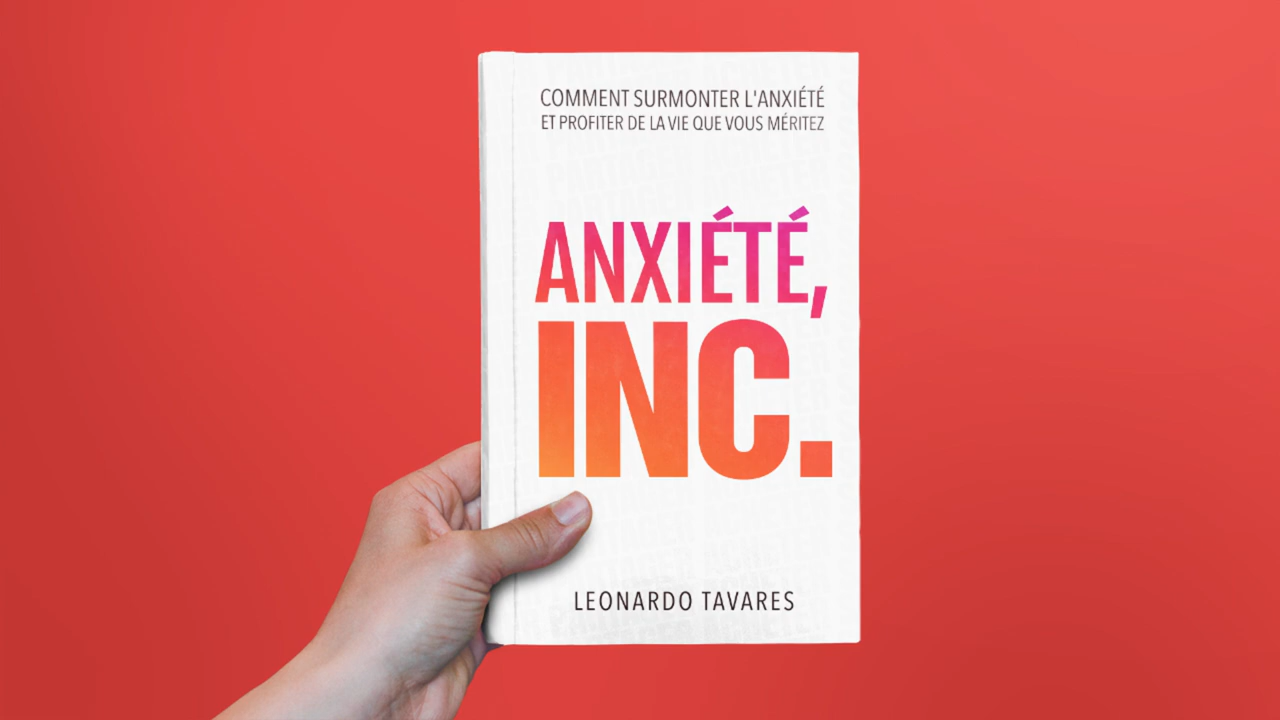 COMMENT SURMONTER L'ANXIÉTÉ
ET PROFITER DE LA VIE QUE VOUS MÉRITEZ
ANXIÉTÉ,
INC.
LEONARDO TAVARES